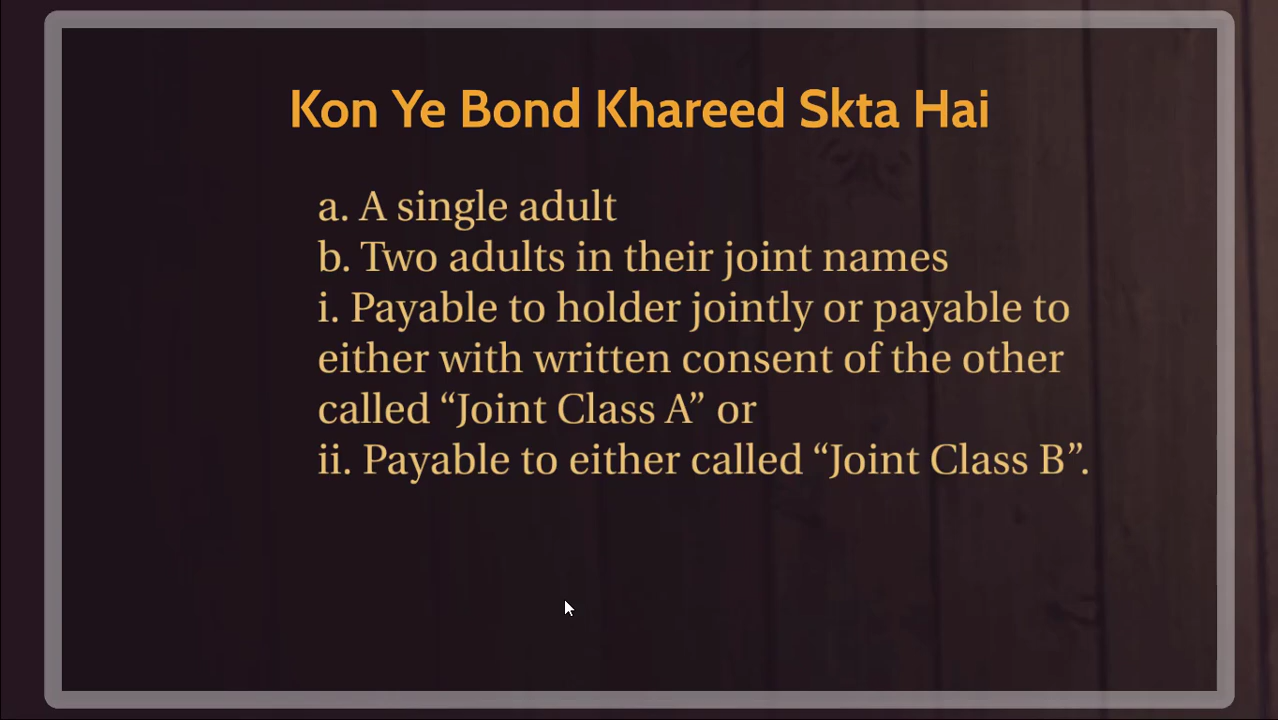 Kon Ye Bond Khareed Skta Hai
a. A single adult
b. Two adults in their joint names
i. Payable to holder jointly or payable to
either with written consent of the other
called “Joint Class A” or
ii. Payable to either called “Joint Class B”.